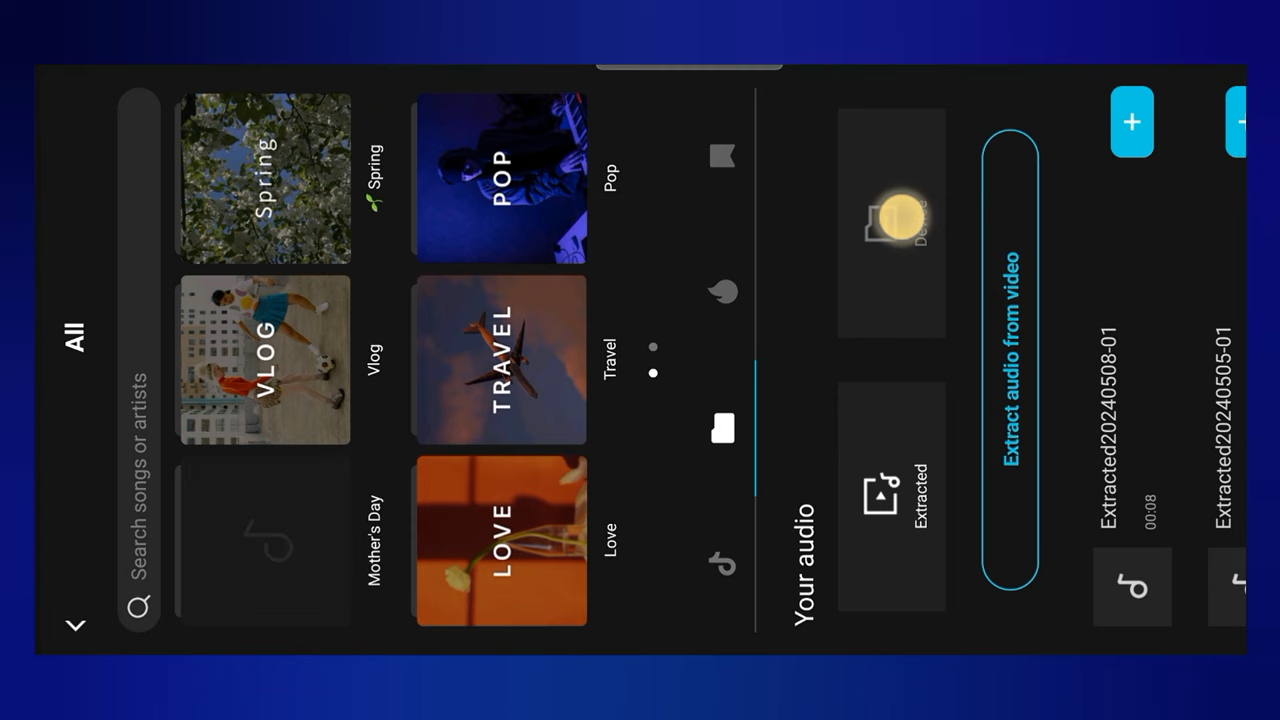 All
Search songs or artists
VLOG
Spring
Mother's Day
Vlog
🌱 Spring
LOVE
TRAVEL
POP
Love
Travel
Pop
Your audio
Extracted
Device
Extract audio from video
Extracted20240508-01
00:08
+
Extracted20240505-01
+